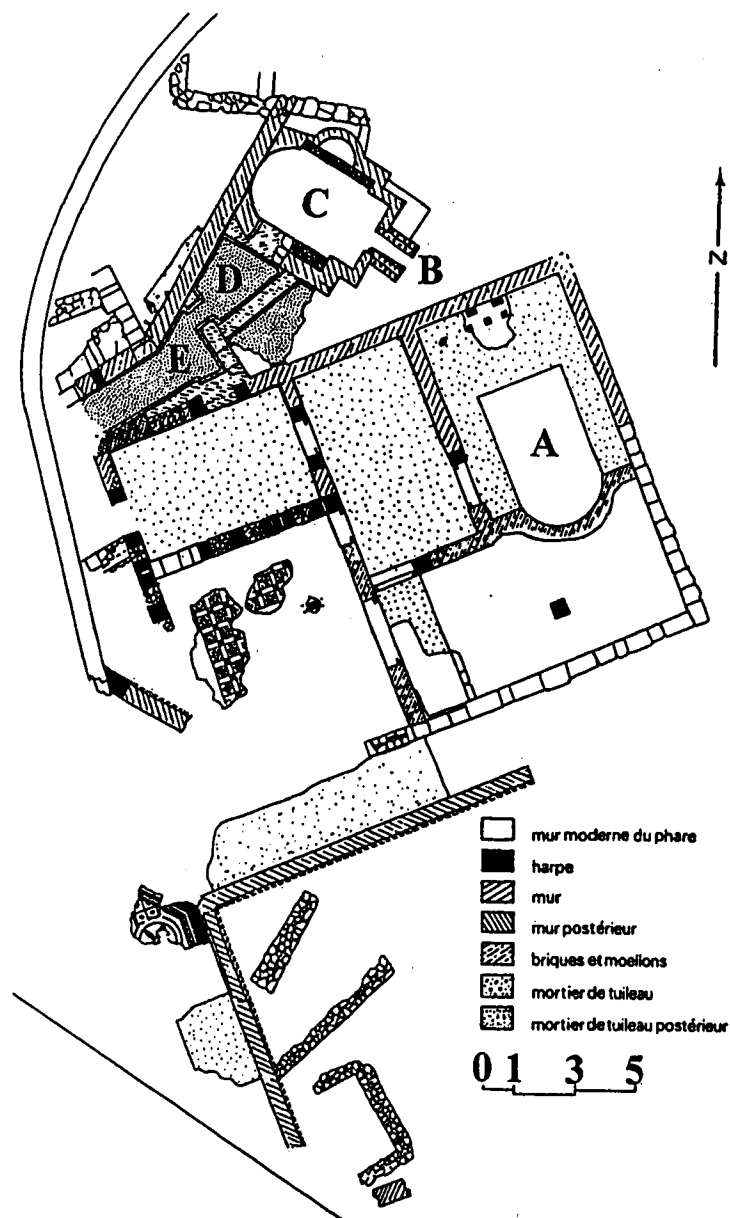 C
B
D
N
E
A
mur moderne du phare
harpe
mur
mur postérieur
briques et moellons
mortier de tuileau
mortier de tuileau postérieur
0 1 3 5